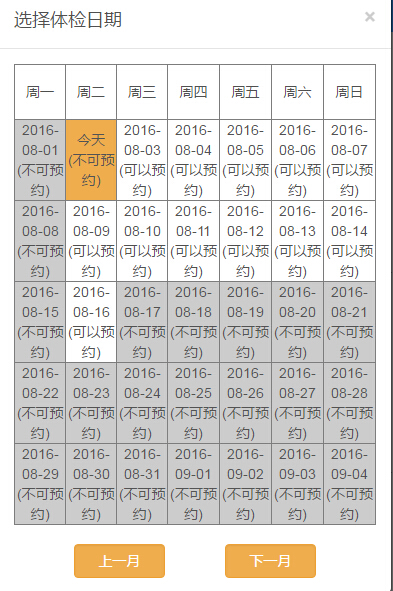 选择体检日期 ×
周一 周二 周三 周四 周五 周六 周日
2016- 今天 2016- 2016- 2016- 2016- 2016-
08-01 (不可预 08-03 08-04 08-05 08-06 08-07
(不可预 约) (可以预 (可以预 (可以预 (可以预 (可以预
约) 约) 约) 约) 约) 约)
2016- 2016- 2016- 2016- 2016- 2016- 2016-
08-08 08-09 08-10 08-11 08-12 08-13 08-14
(不可预 (可以预 (可以预 (可以预 (可以预 (可以预 (可以预
约) 约) 约) 约) 约) 约) 约)
2016- 2016- 2016- 2016- 2016- 2016- 2016-
08-15 08-16 08-17 08-18 08-19 08-20 08-21
(不可预 (可以预 (不可预 (不可预 (不可预 (不可预 (不可预
约) 约) 约) 约) 约) 约) 约)
2016- 2016- 2016- 2016- 2016- 2016- 2016-
08-22 08-23 08-24 08-25 08-26 08-27 08-28
(不可预 (不可预 (不可预 (不可预 (不可预 (不可预 (不可预
约) 约) 约) 约) 约) 约) 约)
2016- 2016- 2016- 2016- 2016- 2016- 2016-
08-29 08-30 08-31 09-01 09-02 09-03 09-04
(不可预 (不可预 (不可预 (不可预 (不可预 (不可预 (不可预
约) 约) 约) 约) 约) 约) 约)
上一月 下一月